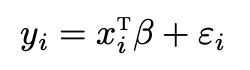 yᵢ = xᵢᵀβ + εᵢ